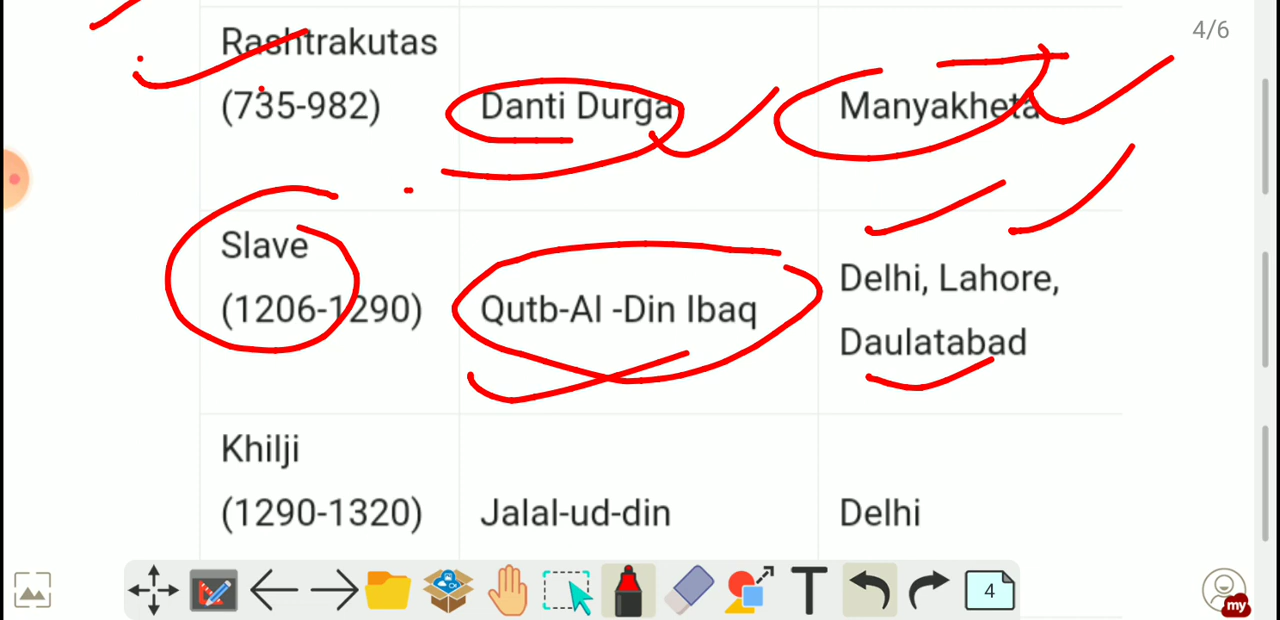 4/6
Rashtrakutas
(735-982) Danti Durga Manyakheta
Slave
(1206-1290) Qutb-Al -Din Ibaq
Delhi, Lahore,
Daulatabad
Khilji
(1290-1320) Jalal-ud-din Delhi
T
4
my